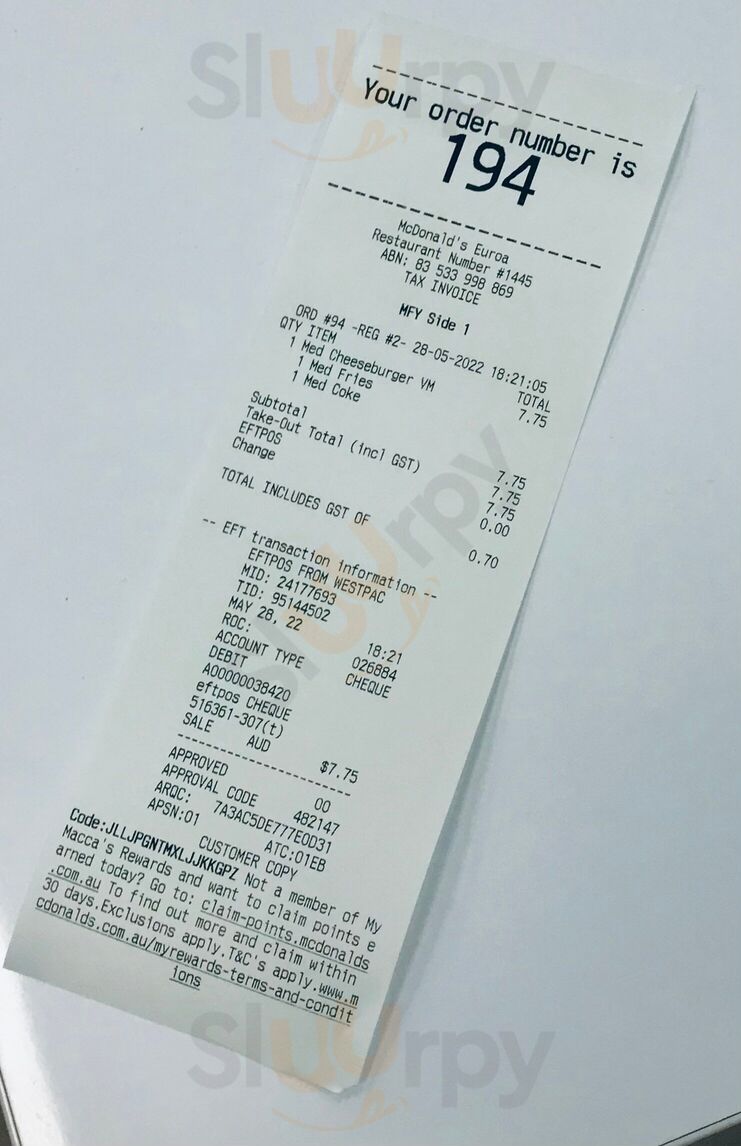 Sluurpy
Your order number is
194
McDonald's Euroa
Restaurant Number #1445
ABN: 83 533 998 869
TAX INVOICE
MFY Side 1
ORD #94 -REG #2- 28-05-2022 18:21:05
QTY ITEM TOTAL
1 Med Cheeseburger VM 7.75
1 Med Fries
1 Med Coke
Subtotal 7.75
Take-Out Total (incl GST) 7.75
EFTPOS 7.75
Change 0.00
TOTAL INCLUDES GST OF 0.70
-- EFT transaction information --
EFTPOS FROM WESTPAC
MID: 24177693
TID: 95144502
MAY 28, 22 18:21
ROC: 026884
ACCOUNT TYPE CHEQUE
DEBIT
A00000038420
eftpos CHEQUE
516361-307(t)
SALE AUD $7.75
APPROVED 00
APPROVAL CODE 482147
ARQC: 7A3AC5DE777E0D31
APSN:01 ATC:01EB
CUSTOMER COPY
Code:JLLJPGNTMXLJJKKGPZ Not a member of My
Macca's Rewards and want to claim points e
arned today? Go to: claim-points.mcdonalds
.com.au To find out more and claim within
30 days.Exclusions apply.T&C's apply.www.m
cdonalds.com.au/myrewards-terms-and-condit
ions
Sluurpy
Sluurpy